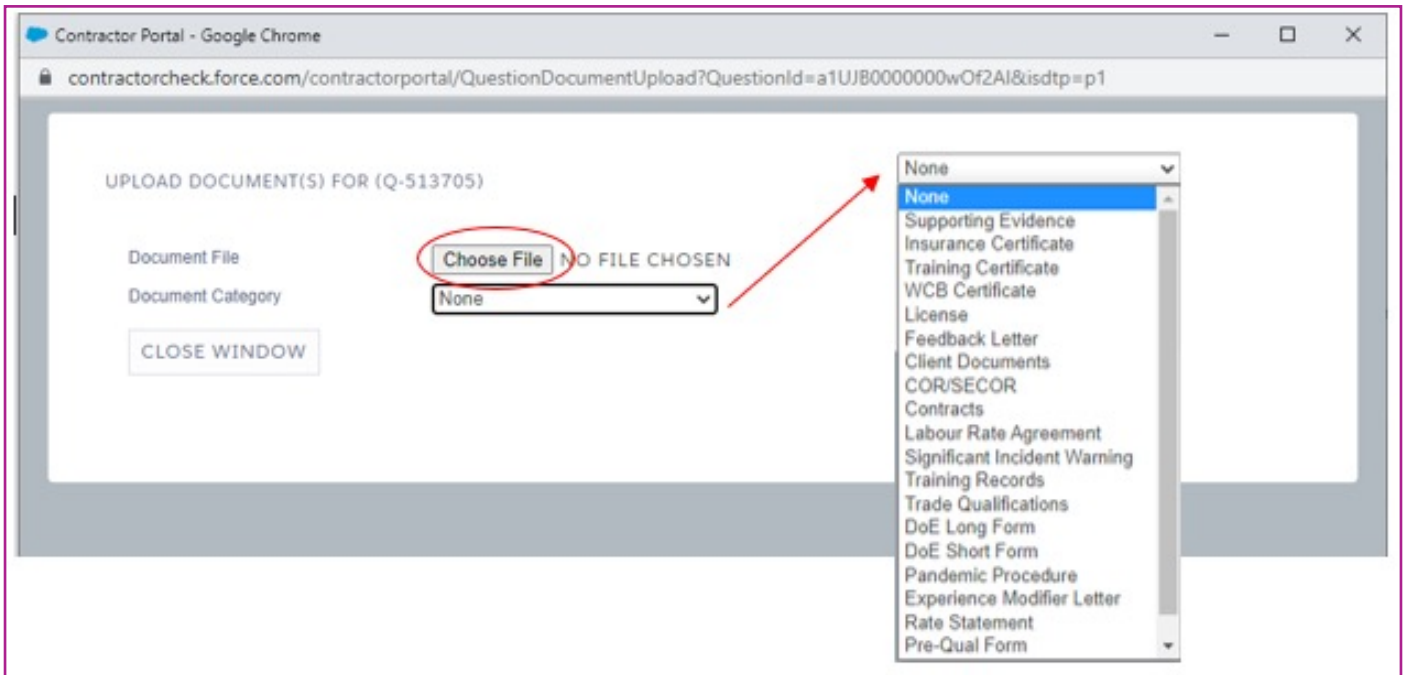 Contractor Portal - Google Chrome
contractorcheck.force.com/contractorportal/QuestionDocumentUpload?QuestionId=a1UJB0000000wOf2AI&isdtp=p1
UPLOAD DOCUMENT(S) FOR (Q-513705)
Document File
Choose File NO FILE CHOSEN
Document Category
None
CLOSE WINDOW
None
None
Supporting Evidence
Insurance Certificate
Training Certificate
WCB Certificate
License
Feedback Letter
Client Documents
COR/SECOR
Contracts
Labour Rate Agreement
Significant Incident Warning
Training Records
Trade Qualifications
DoE Long Form
DoE Short Form
Pandemic Procedure
Experience Modifier Letter
Rate Statement
Pre-Qual Form